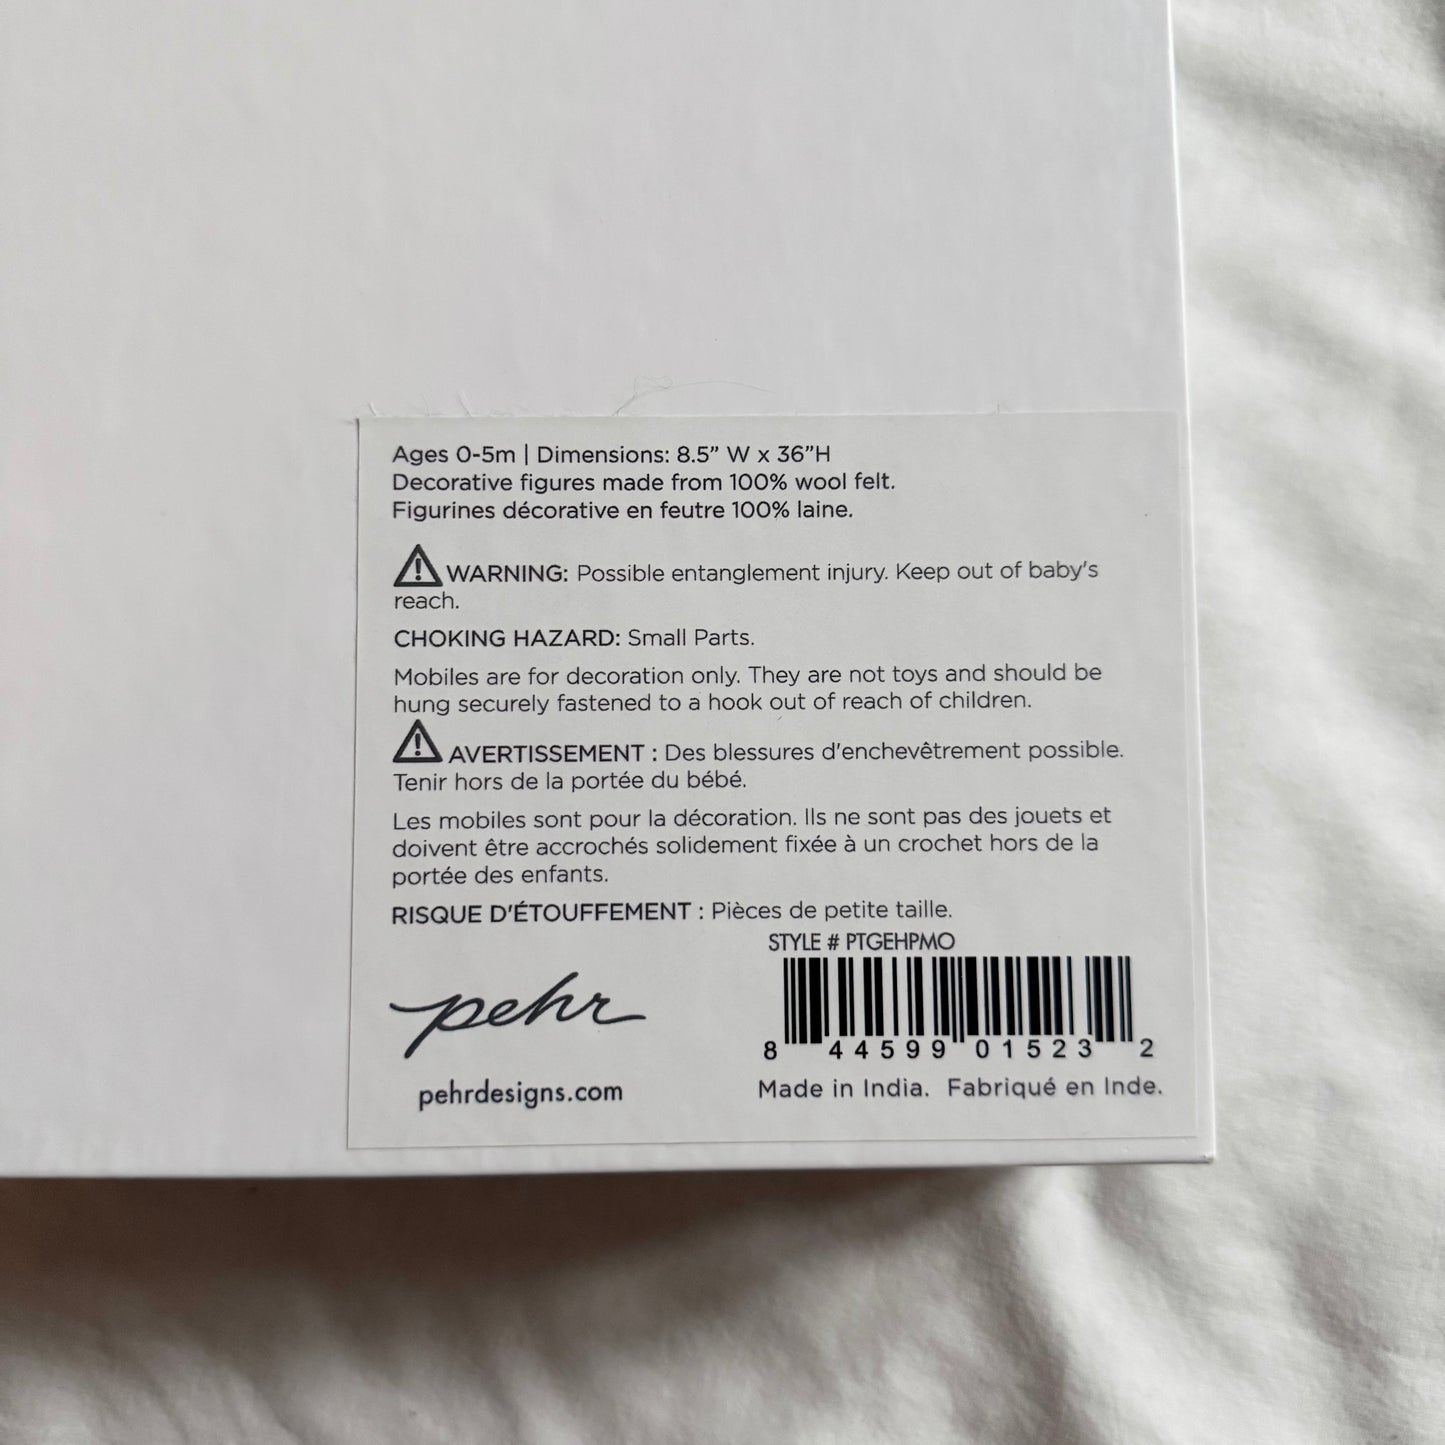 Ages 0-5m | Dimensions: 8.5” W x 36”H
Decorative figures made from 100% wool felt.
Figurines décorative en feutre 100% laine.
WARNING: Possible entanglement injury. Keep out of baby's
reach.
CHOKING HAZARD: Small Parts.
Mobiles are for decoration only. They are not toys and should be
hung securely fastened to a hook out of reach of children.
AVERTISSEMENT : Des blessures d'enchevêtrement possible.
Tenir hors de la portée du bébé.
Les mobiles sont pour la décoration. Ils ne sont pas des jouets et
doivent être accrochés solidement fixée à un crochet hors de la
portée des enfants.
RISQUE D'ÉTOUFFEMENT : Pièces de petite taille.
STYLE # PTGEHPMO
pehr
8 44599 01523 2
pehrdesigns.com
Made in India. Fabriqué en Inde.